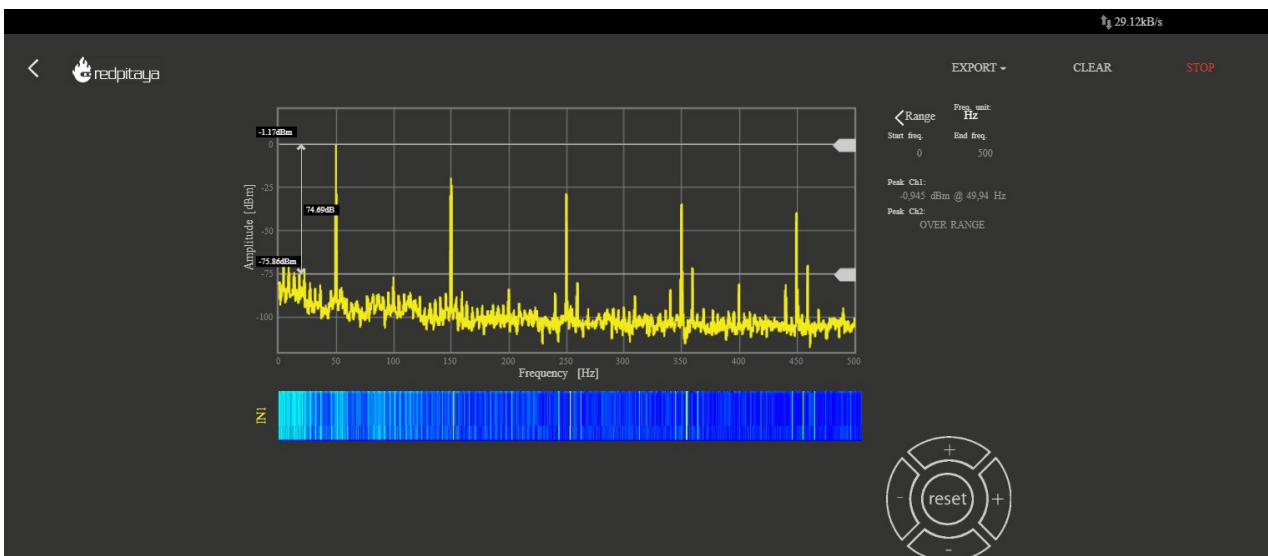 29.12kB/s
redpitaya
EXPORT
CLEAR
STOP
-1.17dBm
0
-25
74.69dB
-50
-75.86dBm
-75
-100
Amplitude [dBm]
0 50 100 150 200 250 300 350 400 450 500
Frequency [Hz]
IN1
Range
Freq. unit:
Hz
Start freq. End freq.
0 500
Peak Ch1:
-0,945 dBm @ 49,94 Hz
Peak Ch2:
OVER RANGE
+
- reset +
-